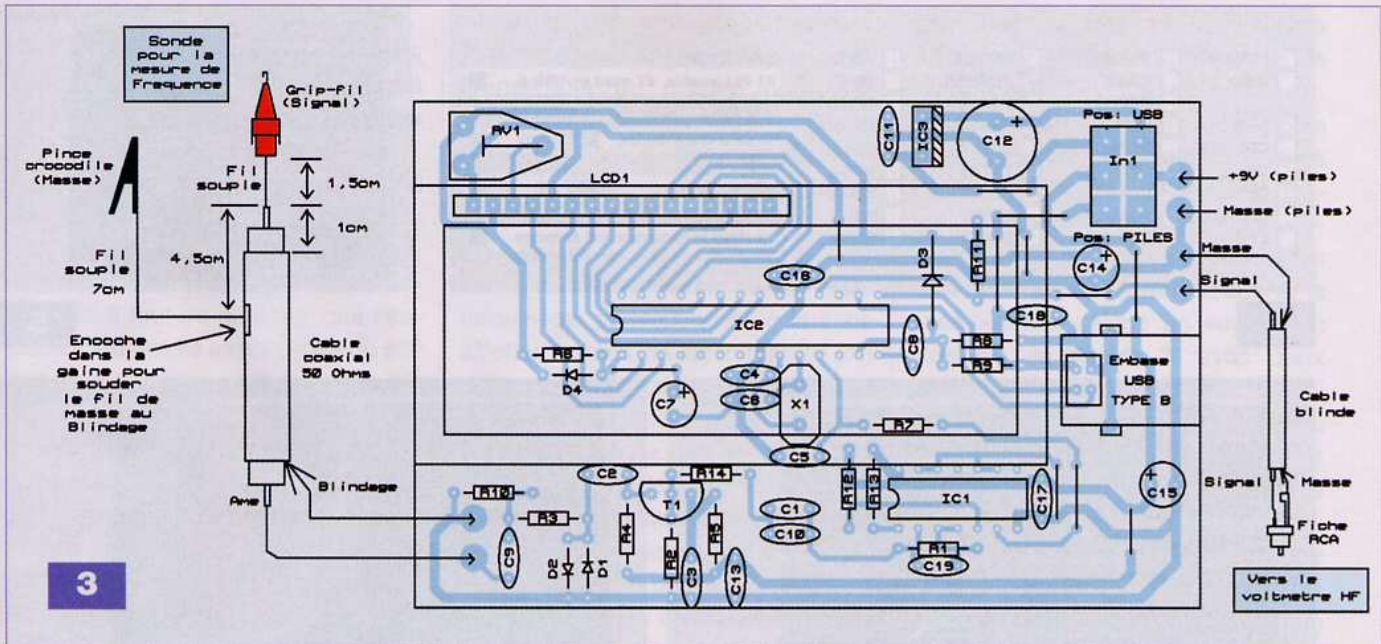 Sonde
pour la
mesure de
Frequence
Grip-fil
(Signal)
Pince
crocodile
(Masse)
Fil
souple
1,5cm
1cm
4,5cm
Fil
souple
7cm
Encoche
dans la
gaine pour
souder
le fil de
masse au
Blindage
Cable
coaxial
50 Ohms
Blindage
Ame
3
RV1
LCD1
C11
IC3
C12
+
Pos: USB
In1
Pos: PILES
+9V (piles)
Masse (piles)
Masse
Signal
D3
R11
C14
+
C16
C18
IC2
C8
R8
R9
Embase
USB
TYPE B
R6
D4
C7
+
C4
C6
X1
R7
C5
C2
R14
R10
R3
R4
T1
R5
R2
C3
C13
C9
D2
D1
C1
C10
R12
R13
IC1
C17
C15
+
R1
C19
Cable
blinde
Signal
Masse
Fiche
RCA
Vers le
voltmetre HF